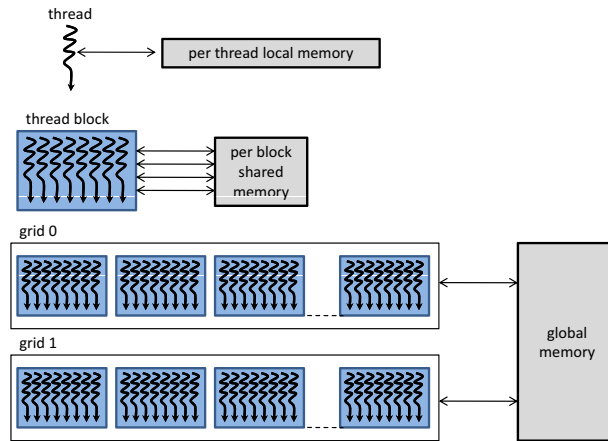 thread
per thread local memory
thread block
per block
shared
memory
grid 0
grid 1
global
memory